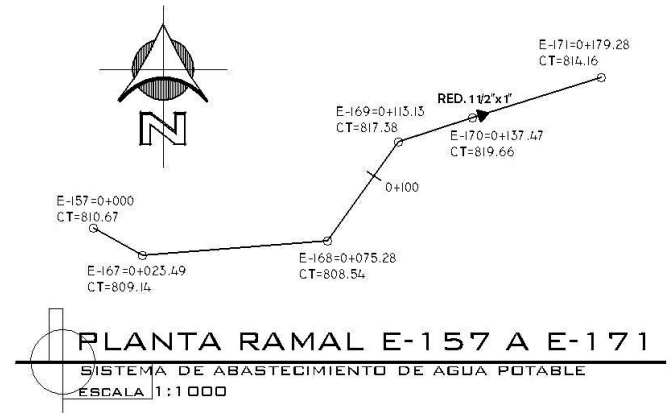 E-171=0+179.28
CT=814.16
RED. 1 1/2"x1"
E-169=0+113.13
CT=817.38
E-170=0+137.47
CT=819.66
N
0+100
E-157=0+000
CT=810.67
E-167=0+023.49
CT=809.14
E-168=0+075.28
CT=808.54
PLANTA RAMAL E-157 A E-171
SISTEMA DE ABASTECIMIENTO DE AGUA POTABLE
ESCALA 1:1000